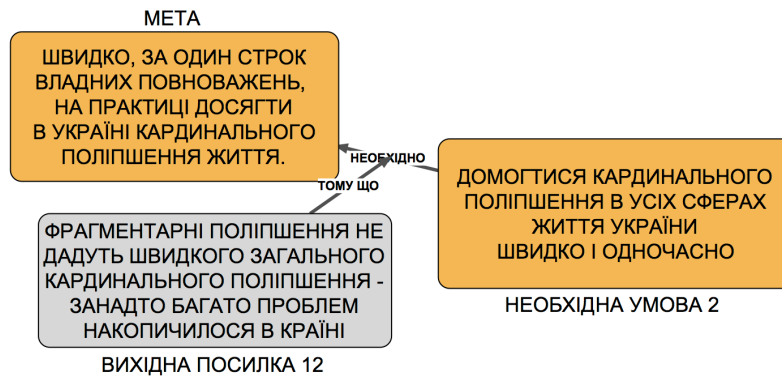 МЕТА
ШВИДКО, ЗА ОДИН СТРОК
ВЛАДНИХ ПОВНОВАЖЕНЬ,
НА ПРАКТИЦІ ДОСЯГТИ
В УКРАЇНІ КАРДИНАЛЬНОГО
ПОЛІПШЕННЯ ЖИТТЯ.
НЕОБХІДНО
ТОМУ ЩО
ДОМОГТИСЯ КАРДИНАЛЬНОГО
ПОЛІПШЕННЯ В УСІХ СФЕРАХ
ЖИТТЯ УКРАЇНИ
ШВИДКО І ОДНОЧАСНО
НЕОБХІДНА УМОВА 2
ФРАГМЕНТАРНІ ПОЛІПШЕННЯ НЕ
ДАДУТЬ ШВИДКОГО ЗАГАЛЬНОГО
КАРДИНАЛЬНОГО ПОЛІПШЕННЯ -
ЗАНАДТО БАГАТО ПРОБЛЕМ
НАКОПИЧИЛОСЯ В КРАЇНІ
ВИХІДНА ПОСИЛКА 12